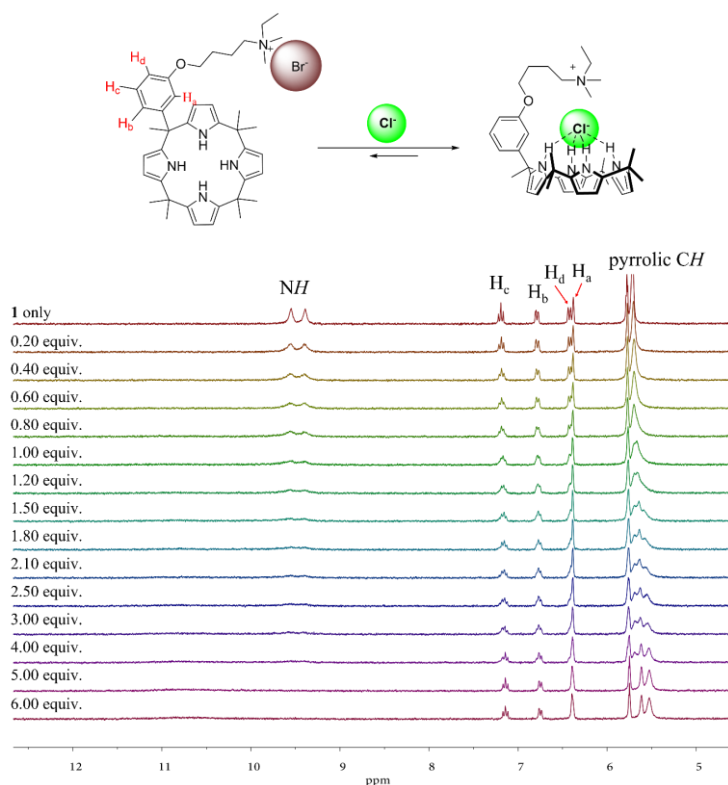 N+
O
Br-
Hd
Hc
Ha
Hb
NH
NH
HN
NH
Cl-
N
+
O
Cl-
H H H H
N N N N
NH
Hc
Hb
Hd
Ha
pyrrolic CH
1 only
0.20 equiv.
0.40 equiv.
0.60 equiv.
0.80 equiv.
1.00 equiv.
1.20 equiv.
1.50 equiv.
1.80 equiv.
2.10 equiv.
2.50 equiv.
3.00 equiv.
4.00 equiv.
5.00 equiv.
6.00 equiv.
12 11 10 9 8 7 6 5
ppm